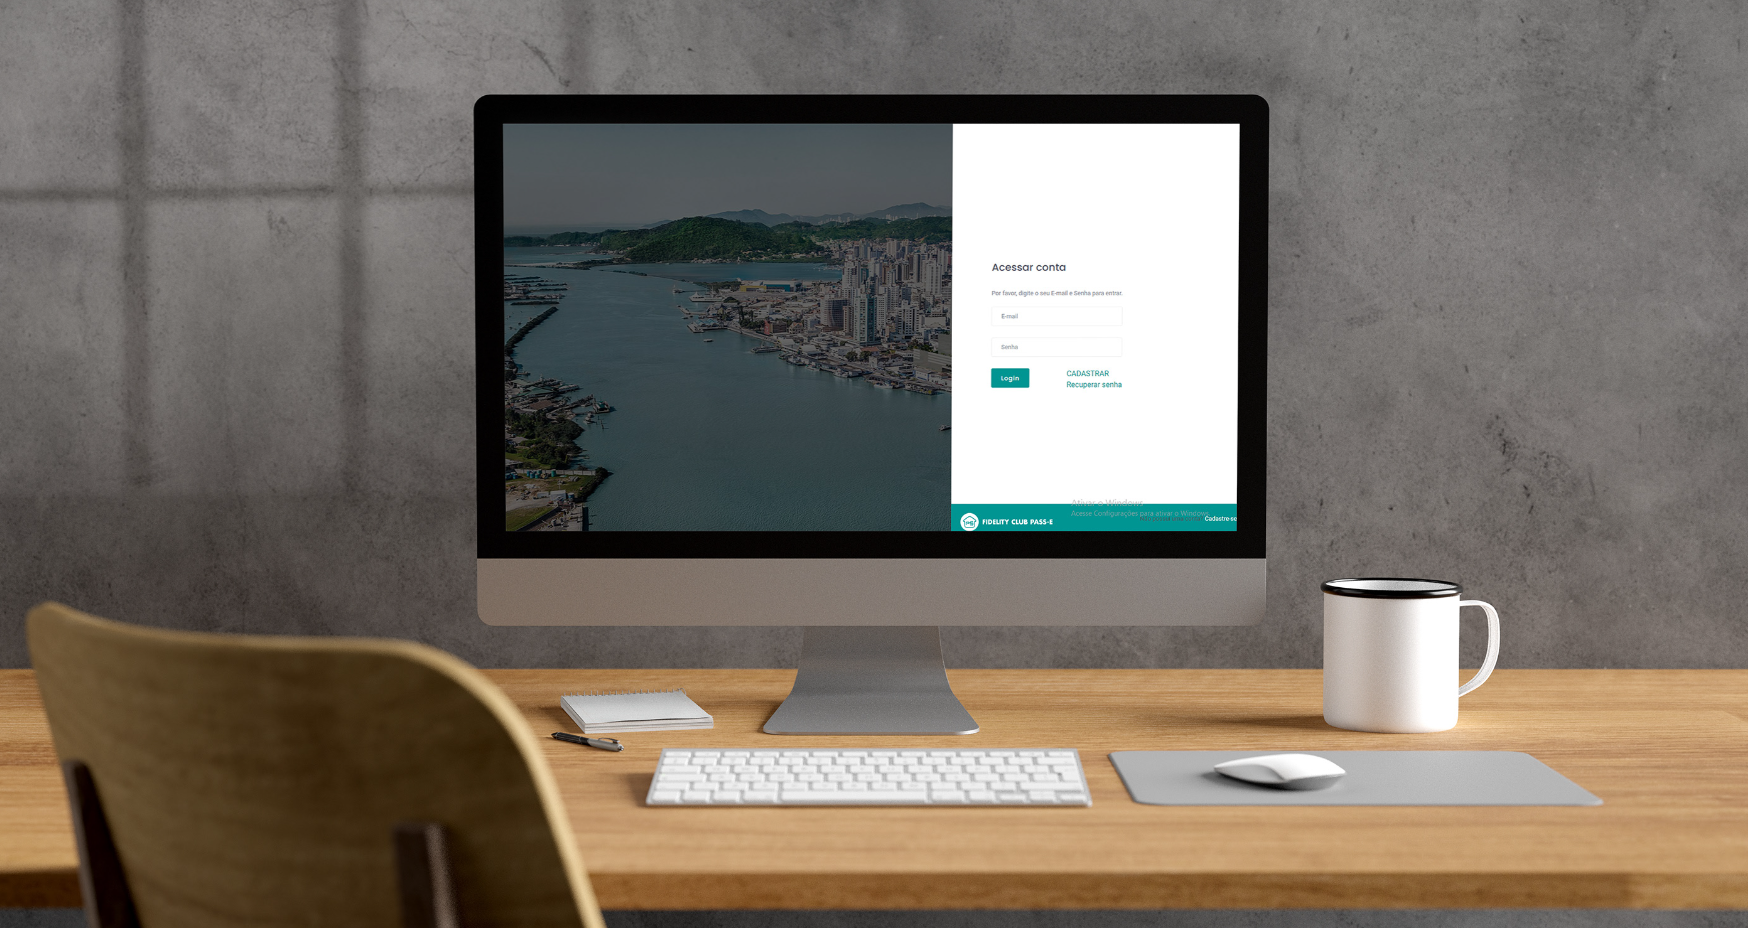 Acessar conta
Por favor, digite o seu E-mail e Senha para entrar.
E-mail
Senha
Login
CADASTRAR
Recuperar senha
Ativar o Windows
Acesse Configurações para ativar o Windows.
Cadastre-se
FIDELITY CLUB PASS-E